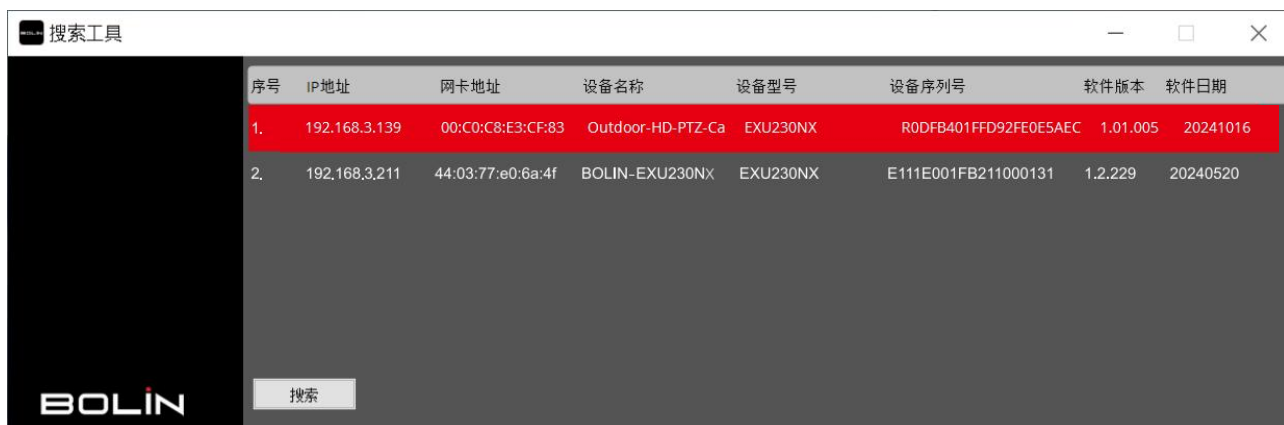 BOLIN 搜索工具
序号 IP地址 网卡地址 设备名称 设备型号 设备序列号 软件版本 软件日期
1. 192.168.3.139 00:C0:C8:E3:CF:83 Outdoor-HD-PTZ-Ca EXU230NX R0DFB401FFD92FE0E5AEC 1.01.005 20241016
2. 192.168.3.211 44:03:77:e0:6a:4f BOLIN-EXU230NX EXU230NX E111E001FB211000131 1.2.229 20240520
搜索
BOLIN